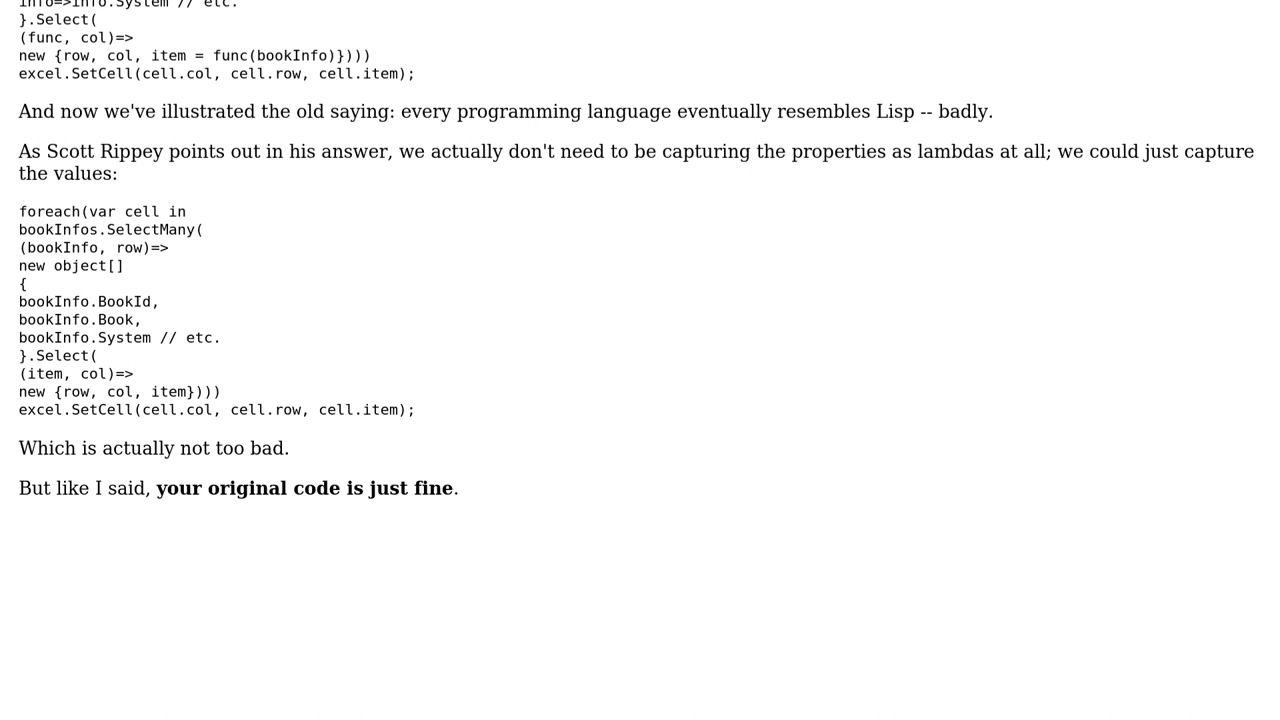 info=>info.System // etc.
}.Select(
(func, col)=>
new {row, col, item = func(bookInfo)})))
excel.SetCell(cell.col, cell.row, cell.item);
And now we've illustrated the old saying: every programming language eventually resembles Lisp -- badly.
As Scott Rippey points out in his answer, we actually don't need to be capturing the properties as lambdas at all; we could just capture
the values:
foreach(var cell in
bookInfos.SelectMany(
(bookInfo, row)=>
new object[]
{
bookInfo.BookId,
bookInfo.Book,
bookInfo.System // etc.
}.Select(
(item, col)=>
new {row, col, item})))
excel.SetCell(cell.col, cell.row, cell.item);
Which is actually not too bad.
But like I said, your original code is just fine.